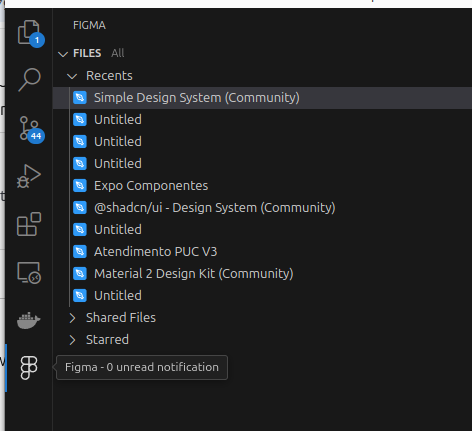 FIGMA
1
FILES All
Recents
Simple Design System (Community)
Untitled
Untitled
44
Untitled
Expo Componentes
@shadcn/ui - Design System (Community)
Untitled
Atendimento PUC V3
Material 2 Design Kit (Community)
Untitled
Shared Files
Starred
Figma - 0 unread notification